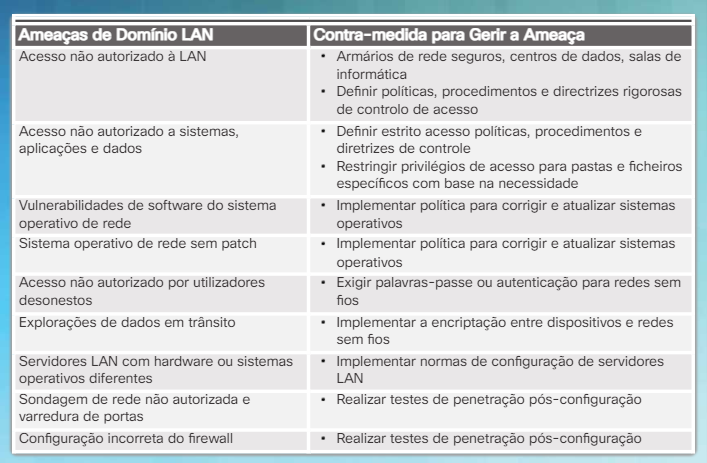 Ameaças de Domínio LAN
Contra-medida para Gerir a Ameaça
Acesso não autorizado à LAN
• Armários de rede seguros, centros de dados, salas de
informática
• Definir políticas, procedimentos e directrizes rigorosas
de controlo de acesso
Acesso não autorizado a sistemas,
aplicações e dados
• Definir estrito acesso políticas, procedimentos e
diretrizes de controle
• Restringir privilégios de acesso para pastas e ficheiros
específicos com base na necessidade
Vulnerabilidades de software do sistema
operativo de rede
• Implementar política para corrigir e atualizar sistemas
operativos
Sistema operativo de rede sem patch
• Implementar política para corrigir e atualizar sistemas
operativos
Acesso não autorizado por utilizadores
desonestos
• Exigir palavras-passe ou autenticação para redes sem
fios
Explorações de dados em trânsito
• Implementar a encriptação entre dispositivos e redes
sem fios
Servidores LAN com hardware ou sistemas
operativos diferentes
• Implementar normas de configuração de servidores
LAN
Sondagem de rede não autorizada e
varredura de portas
• Realizar testes de penetração pós-configuração
Configuração incorreta do firewall
• Realizar testes de penetração pós-configuração